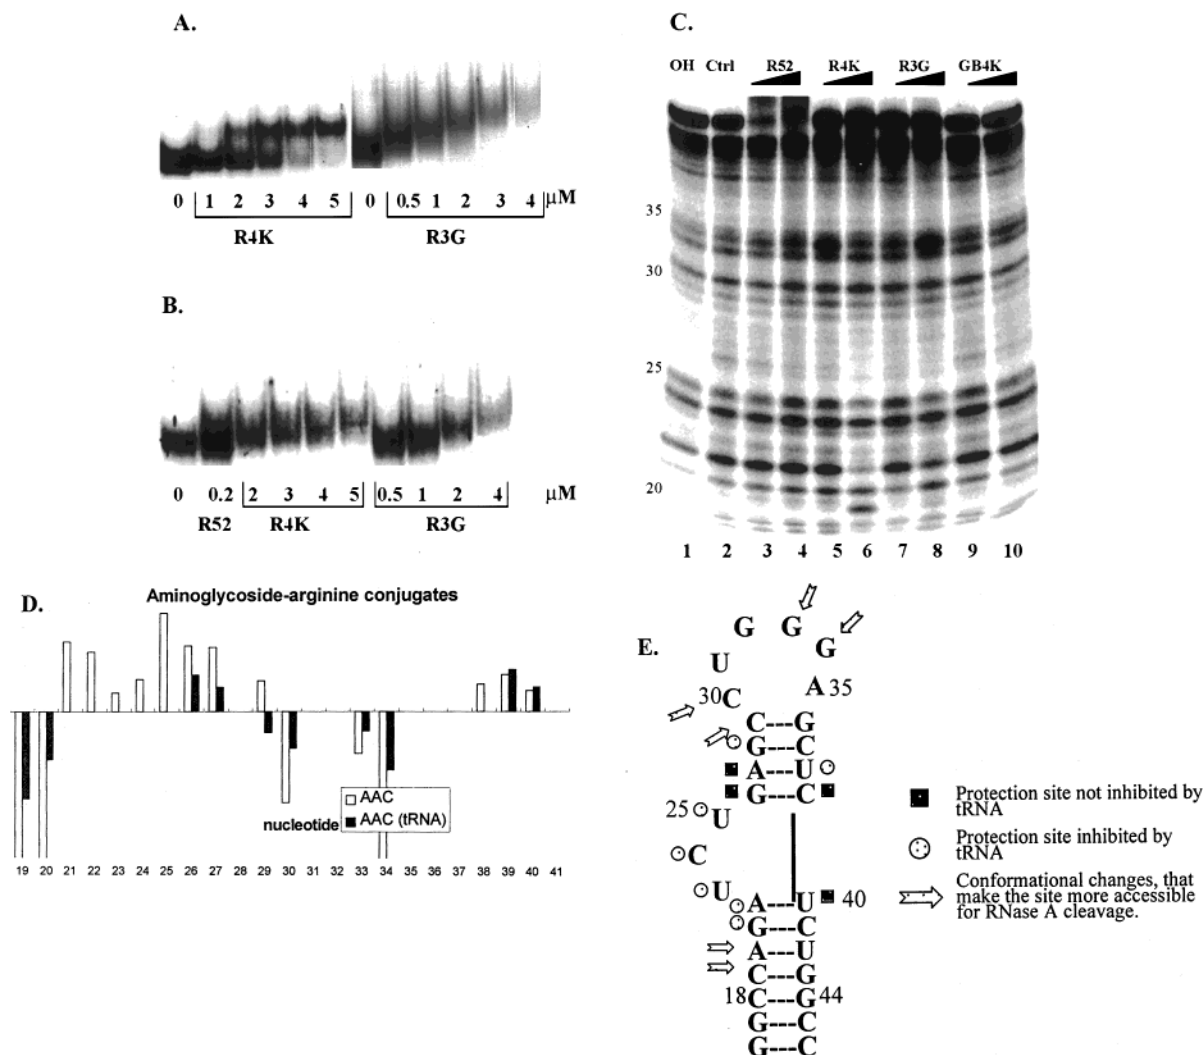 A.
0 1 2 3 4 5 0 0.5 1 2 3 4 μM
R4K R3G
B.
0 0.2 2 3 4 5 0.5 1 2 4 μM
R52 R4K R3G
C.
OH Ctrl R52 R4K R3G GB4K
35
30
25
20
1 2 3 4 5 6 7 8 9 10
D.
Aminoglycoside-arginine conjugates
AAC
nucleotide AAC (tRNA)
19 20 21 22 23 24 25 26 27 28 29 30 31 32 33 34 35 36 37 38 39 40 41
E.
G G
U G
30 C A 35
C---G
G---C
A---U
G---C
25 U
C
U
A---U 40
G---C
A---U
C---G
18 C---G 44
G---C
G---C
Protection site not inhibited by
tRNA
Protection site inhibited by
tRNA
Conformational changes, that
make the site more accessible
for RNase A cleavage.